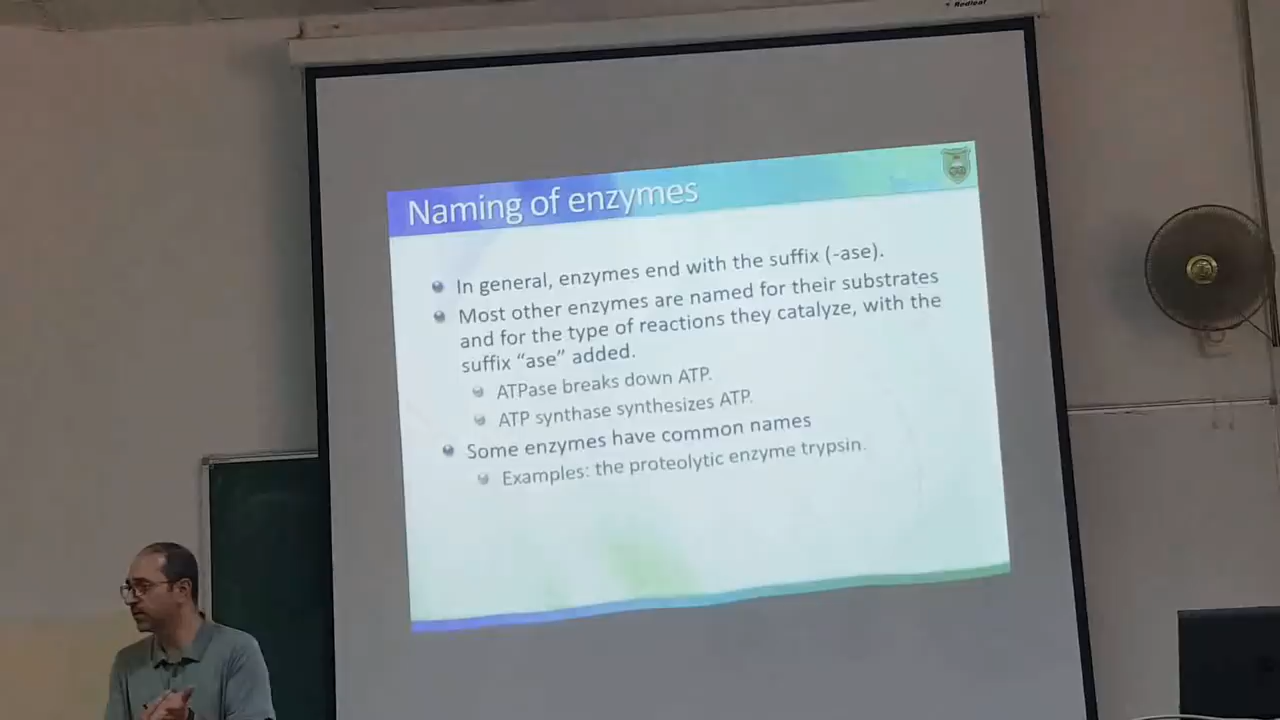 Redleaf
Naming of enzymes
In general, enzymes end with the suffix (-ase).
Most other enzymes are named for their substrates
and for the type of reactions they catalyze, with the
suffix “ase” added.
ATPase breaks down ATP.
ATP synthase synthesizes ATP.
Some enzymes have common names
Examples: the proteolytic enzyme trypsin.